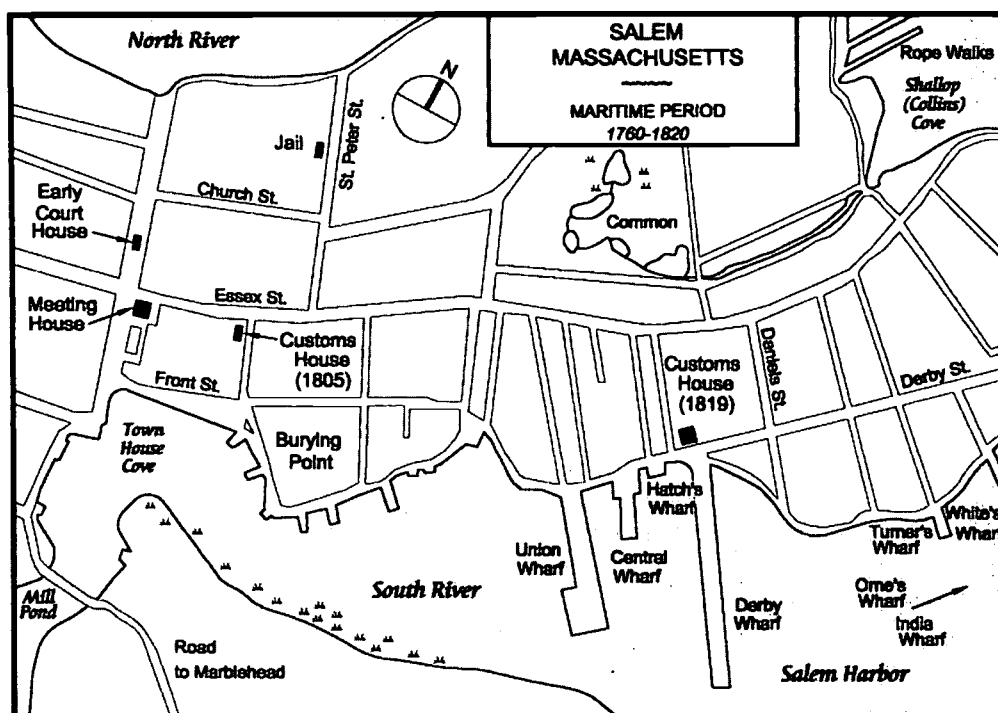 SALEM
MASSACHUSETTS
MARITIME PERIOD
1760-1820
North River
N
Rope Walks
Shallop
(Collins)
Cove
Jail
St. Peter St.
Church St.
Early
Court
House
Common
Essex St.
Meeting
House
Customs
House
(1805)
Front St.
Customs
House
(1819)
Daniels St.
Derby St.
Town
House
Cove
Burying
Point
Hatch's
Wharf
White's
Wharf
Turner's
Wharf
Union
Wharf
Central
Wharf
South River
Mill
Pond
Derby
Wharf
Orne's
Wharf
India
Wharf
Road
to Marblehead
Salem Harbor